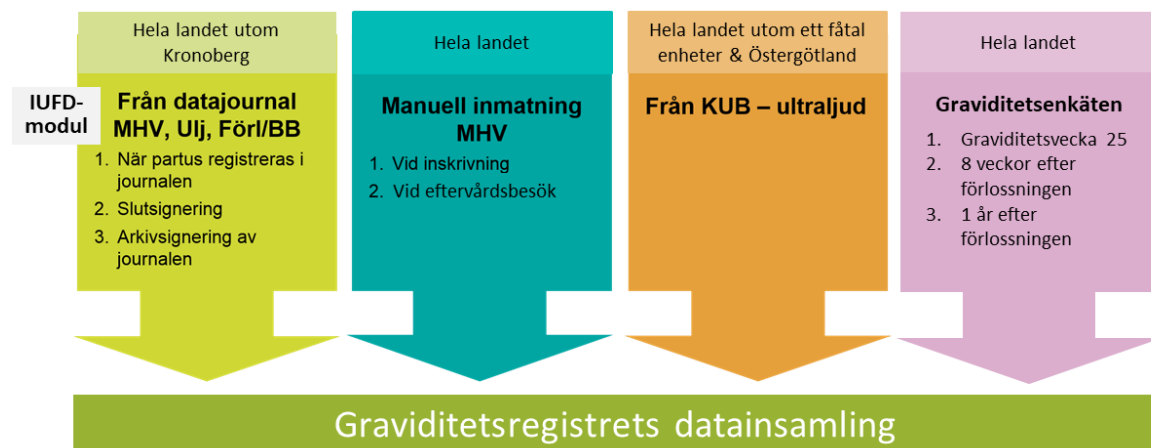 Hela landet utom
Kronoberg
IUFD-
modul
Från datajournal
MHV, Ulj, Förl/BB
1. När partus registreras i
journalen
2. Slutsignering
3. Arkivsignering av
journalen
Hela landet
Manuell inmatning
MHV
1. Vid inskrivning
2. Vid eftervårdsbesök
Hela landet utom ett fåtal
enheter & Östergötland
Från KUB – ultraljud
Hela landet
Graviditetsenkäten
1. Graviditetsvecka 25
2. 8 veckor efter
förlossningen
3. 1 år efter
förlossningen
Graviditetsregistrets datainsamling